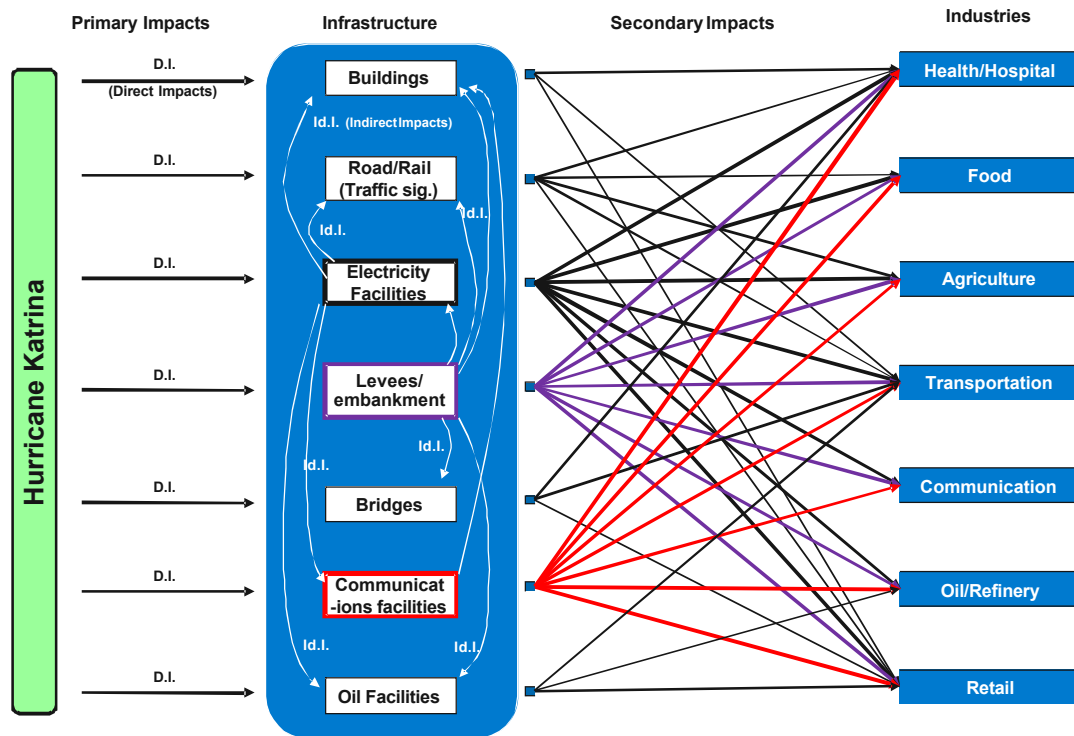 Primary Impacts
Infrastructure
Secondary Impacts
Industries
Hurricane Katrina
D.I.
(Direct Impacts)
D.I.
D.I.
D.I.
D.I.
D.I.
D.I.
Buildings
Id.I. (Indirect Impacts)
Road/Rail
(Traffic sig.)
Id.I.
Id.I.
Electricity
Facilities
Levees/
embankment
Id.I.
Id.I.
Bridges
Communicat
-ions facilities
Id.I.
Id.I.
Oil Facilities
Health/Hospital
Food
Agriculture
Transportation
Communication
Oil/Refinery
Retail